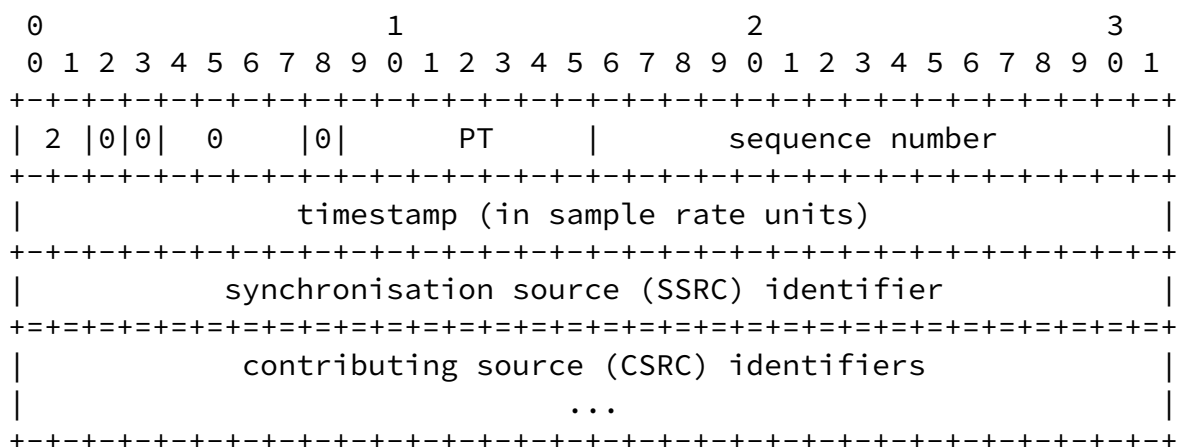 0                   1                   2                   3
 0 1 2 3 4 5 6 7 8 9 0 1 2 3 4 5 6 7 8 9 0 1 2 3 4 5 6 7 8 9 0 1
+-+-+-+-+-+-+-+-+-+-+-+-+-+-+-+-+-+-+-+-+-+-+-+-+-+-+-+-+-+-+-+-+
| 2 |0|0|  0    |0|      PT     |       sequence number         |
+-+-+-+-+-+-+-+-+-+-+-+-+-+-+-+-+-+-+-+-+-+-+-+-+-+-+-+-+-+-+-+-+
|               timestamp (in sample rate units)                |
+-+-+-+-+-+-+-+-+-+-+-+-+-+-+-+-+-+-+-+-+-+-+-+-+-+-+-+-+-+-+-+-+
|           synchronisation source (SSRC) identifier            |
+=+=+=+=+=+=+=+=+=+=+=+=+=+=+=+=+=+=+=+=+=+=+=+=+=+=+=+=+=+=+=+=+
|            contributing source (CSRC) identifiers             |
|                              ...                              |
+-+-+-+-+-+-+-+-+-+-+-+-+-+-+-+-+-+-+-+-+-+-+-+-+-+-+-+-+-+-+-+-+